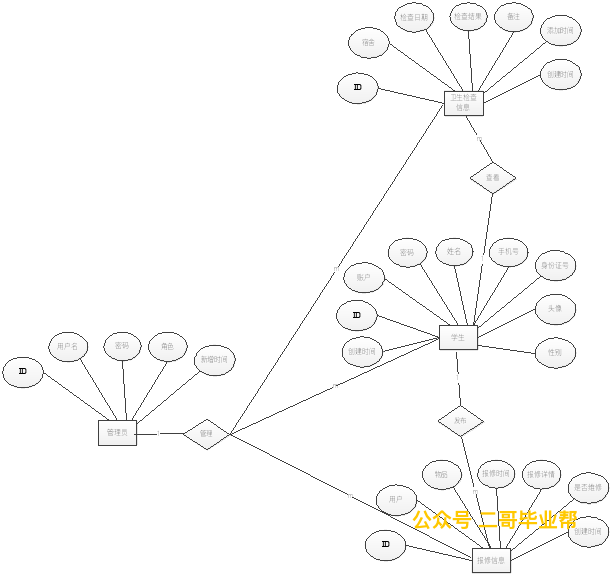 检查日期
检查结果
备注
宿舍
添加时间
ID
创建时间
卫生检查
信息
查看
密码
姓名
手机号
账户
身份证号
ID
头像
创建时间
学生
性别
用户名
密码
角色
新增时间
ID
管理员
管理
发布
物品
报修时间
报修详情
用户
是否维修
公众号 二哥毕业帮
创建时间
ID
报修信息